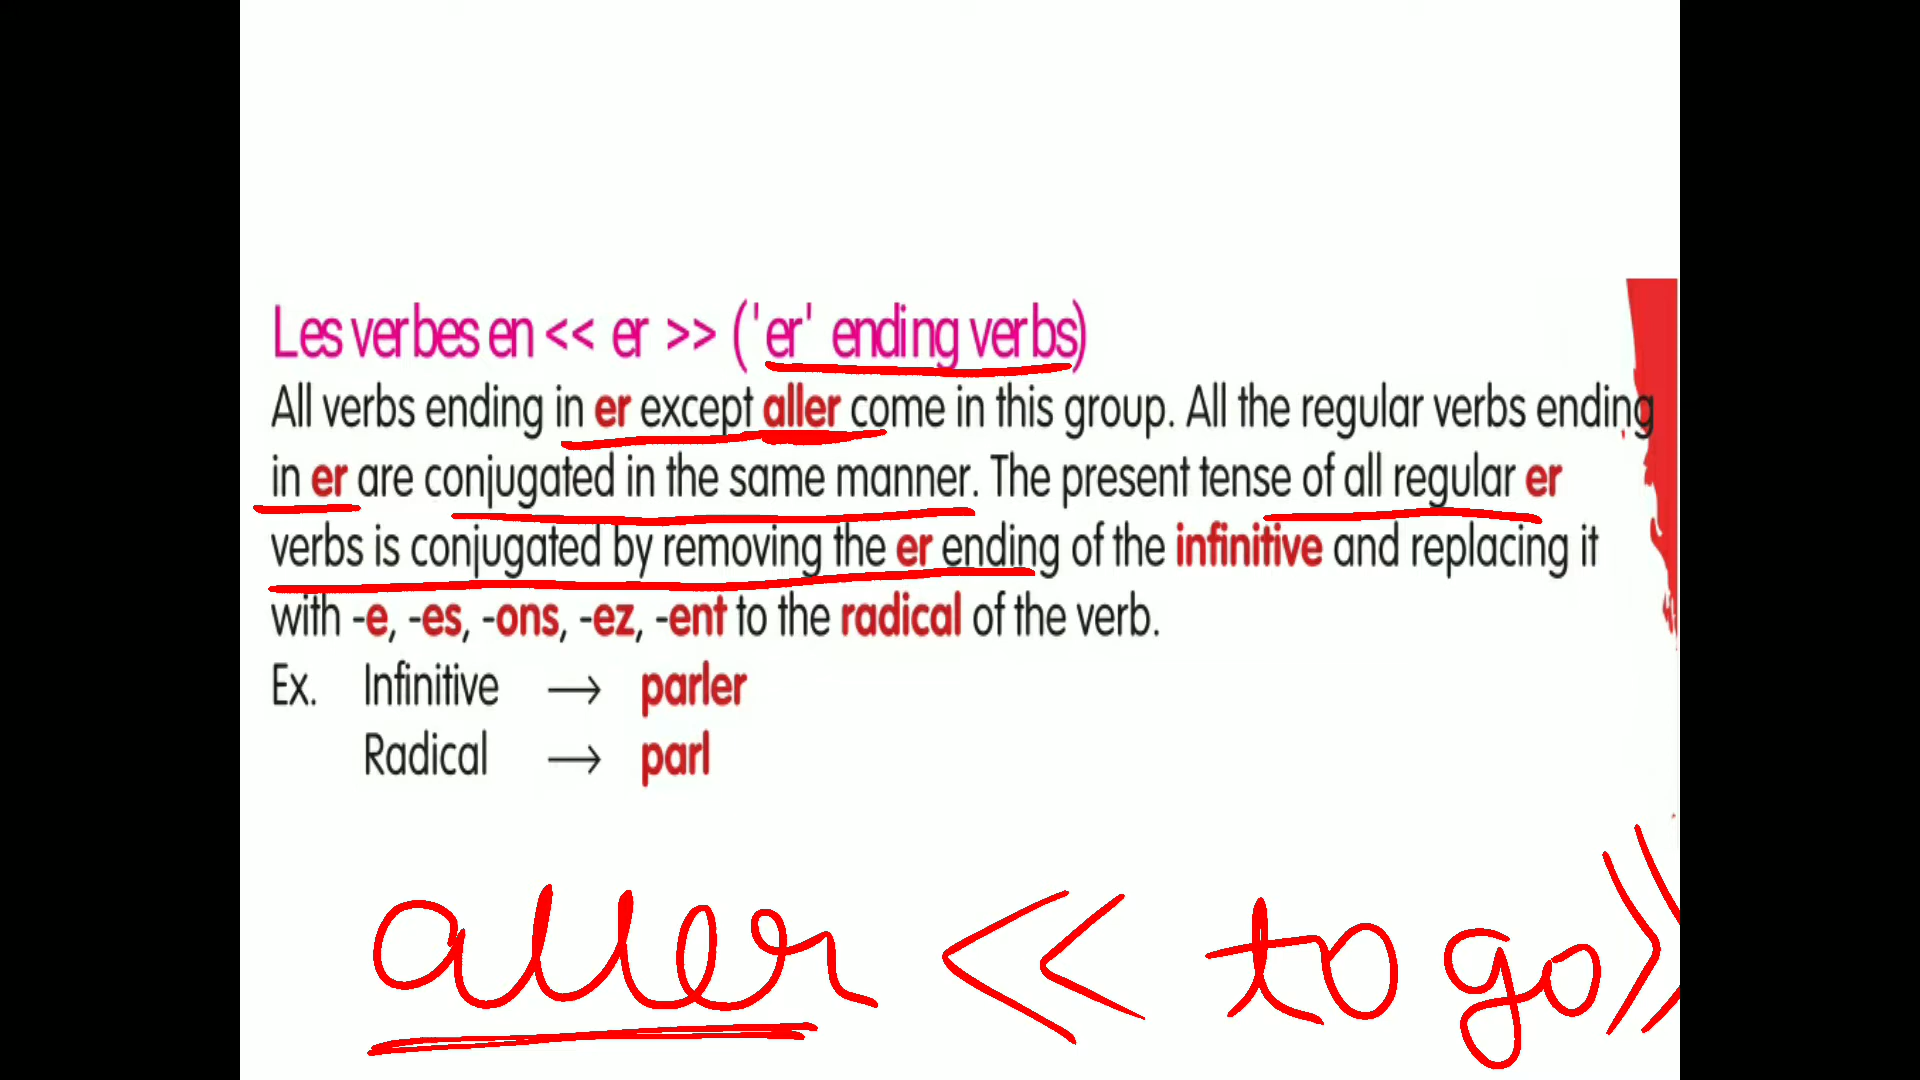 Les verbes en << er >> ('er' ending verbs)
All verbs ending in er except aller come in this group. All the regular verbs ending
in er are conjugated in the same manner. The present tense of all regular er
verbs is conjugated by removing the er ending of the infinitive and replacing it
with -e, -es, -ons, -ez, -ent to the radical of the verb.
Ex. Infinitive → parler
Radical → parl
aller << to go >>